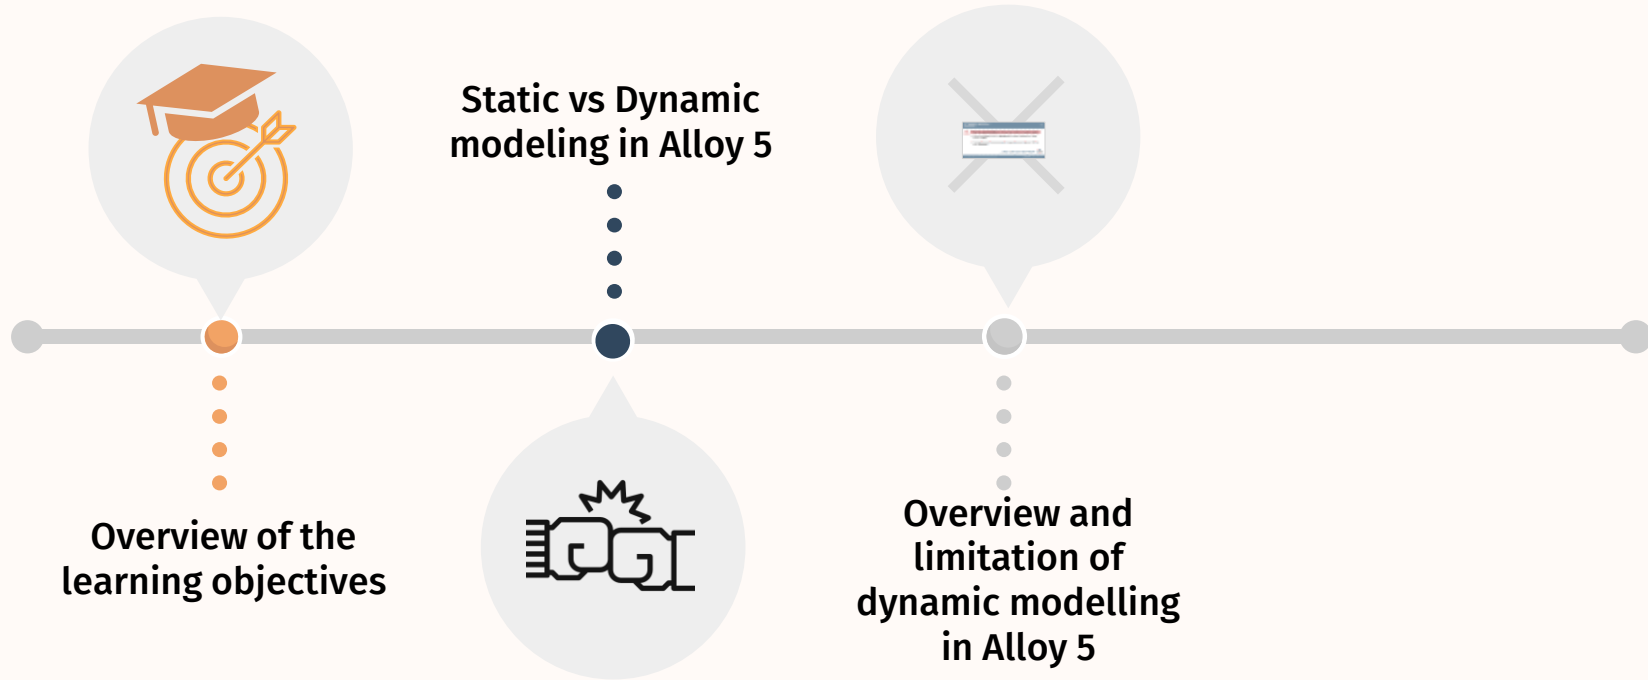 Static vs Dynamic
modeling in Alloy 5
Overview of the
learning objectives
Overview and
limitation of
dynamic modelling
in Alloy 5